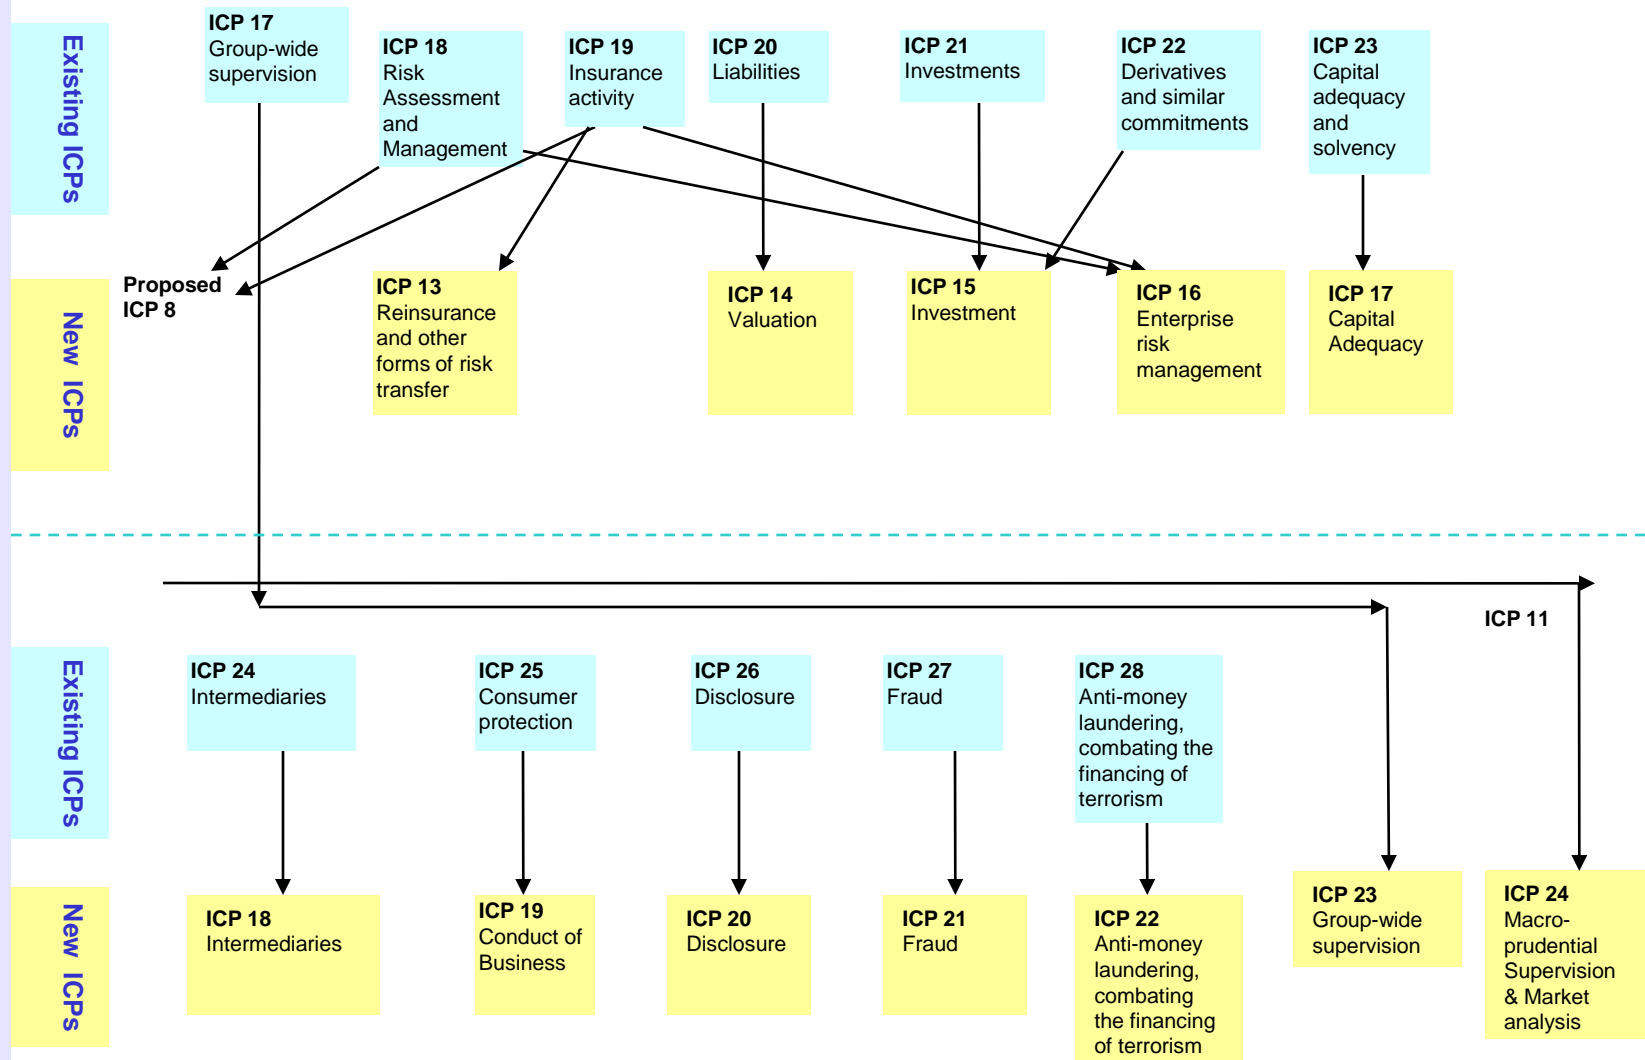 Existing ICPs
ICP 17
Group-wide
supervision
ICP 18
Risk
Assessment
and
Management
ICP 19
Insurance
activity
ICP 20
Liabilities
ICP 21
Investments
ICP 22
Derivatives
and similar
commitments
ICP 23
Capital
adequacy
and
solvency
New ICPs
Proposed
ICP 8
ICP 13
Reinsurance
and other
forms of risk
transfer
ICP 14
Valuation
ICP 15
Investment
ICP 16
Enterprise
risk
management
ICP 17
Capital
Adequacy
ICP 11
Existing ICPs
ICP 24
Intermediaries
ICP 25
Consumer
protection
ICP 26
Disclosure
ICP 27
Fraud
ICP 28
Anti-money
laundering,
combating the
financing of
terrorism
New ICPs
ICP 18
Intermediaries
ICP 19
Conduct of
Business
ICP 20
Disclosure
ICP 21
Fraud
ICP 22
Anti-money
laundering,
combating
the financing
of terrorism
ICP 23
Group-wide
supervision
ICP 24
Macro-
prudential
Supervision
& Market
analysis